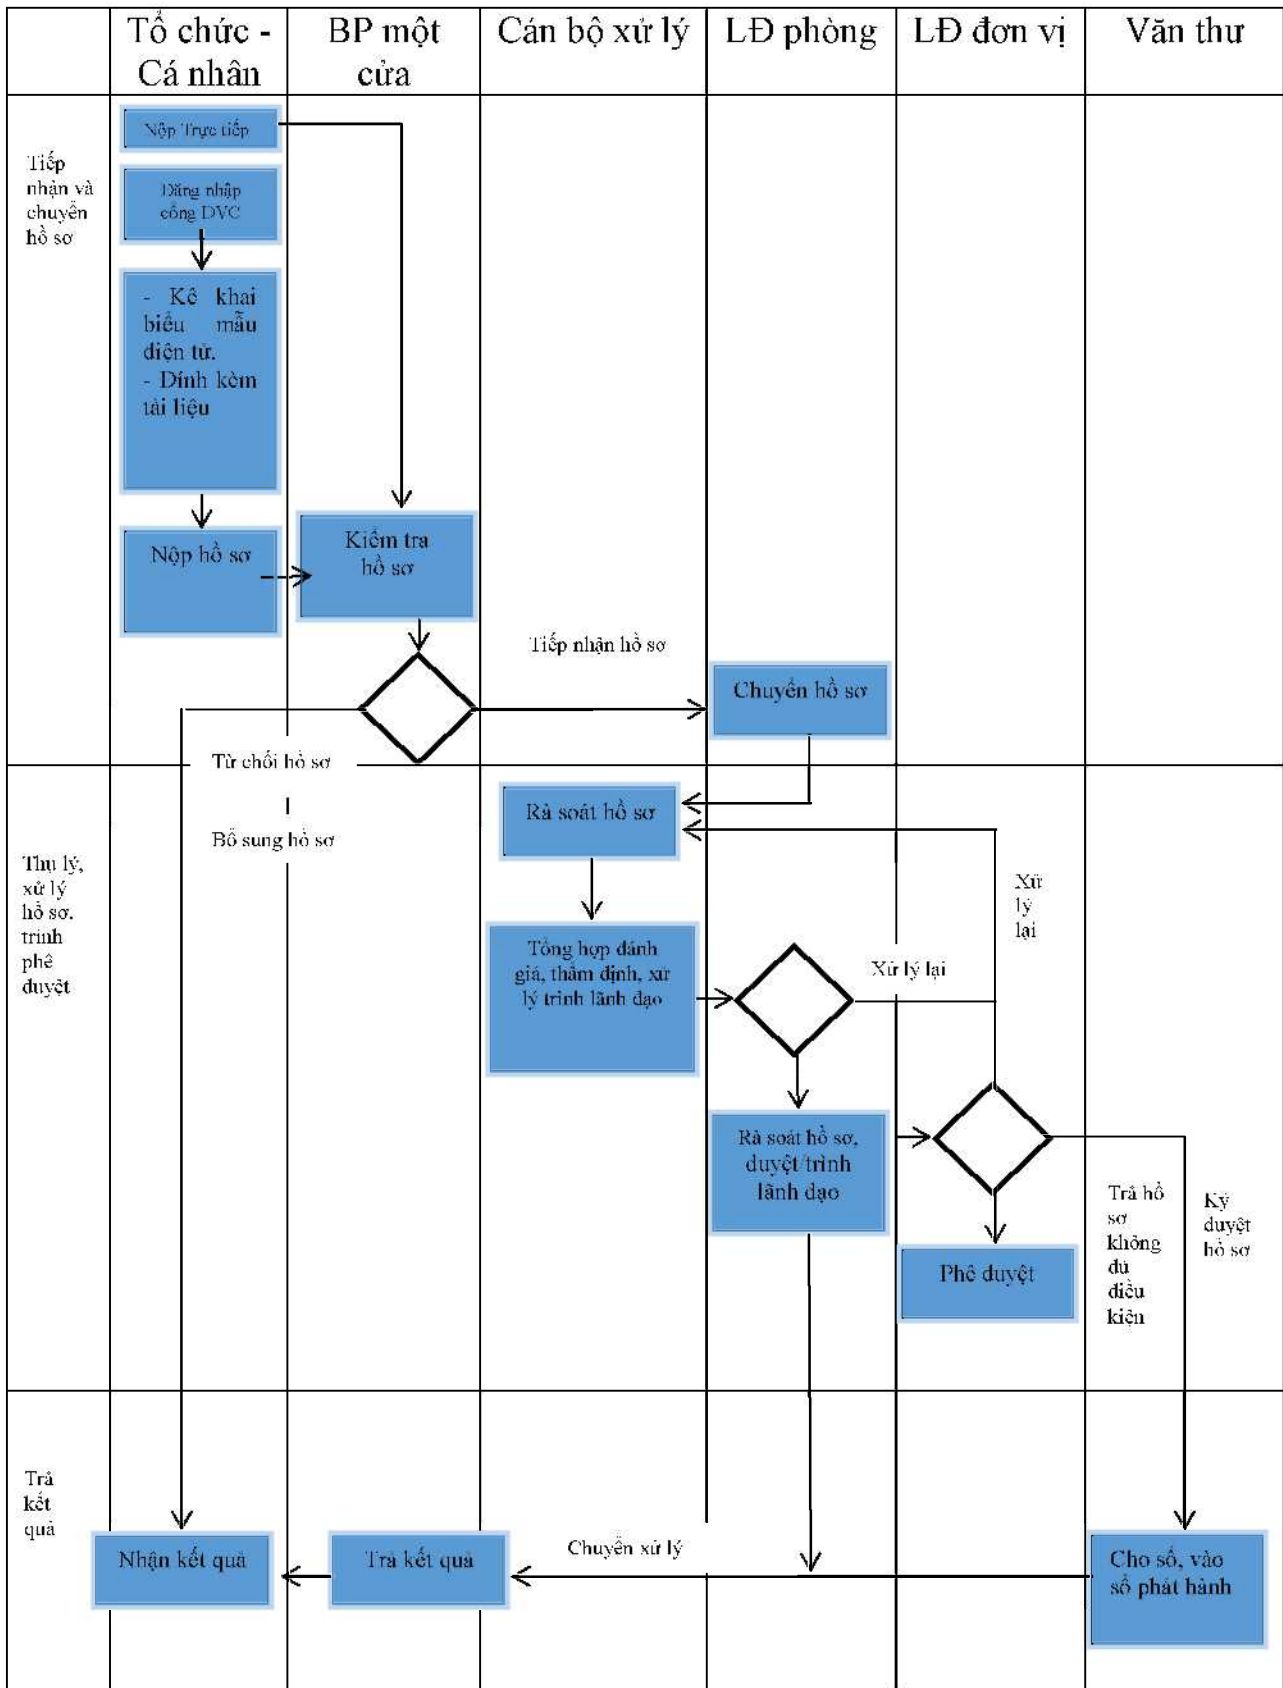 Tổ chức -
Cá nhân
BP một
cửa
Cán bộ xử lý
LĐ phòng
LĐ đơn vị
Văn thư
Tiếp
nhận và
chuyển
hồ sơ
Nộp Trực tiếp
Đăng nhập
cổng DVC
- Kê khai
biểu mẫu
điện tử.
- Đính kèm
tài liệu
Nộp hồ sơ
Kiểm tra
hồ sơ
Tiếp nhận hồ sơ
Chuyển hồ sơ
Từ chối hồ sơ
Bổ sung hồ sơ
Thụ lý,
xử lý
hồ sơ.
trình
phê
duyệt
Rà soát hồ sơ
Tổng hợp đánh
giá, thẩm định, xử
lý trình lãnh đạo
Xử lý lại
Xử
lý
lại
Rà soát hồ sơ,
duyệt/trình
lãnh đạo
Phê duyệt
Trả hồ
sơ
không
đủ
điều
kiện
Ký
duyệt
hồ sơ
Trả
kết
quả
Nhận kết quả
Trả kết quả
Chuyển xử lý
Cho số, vào
sổ phát hành